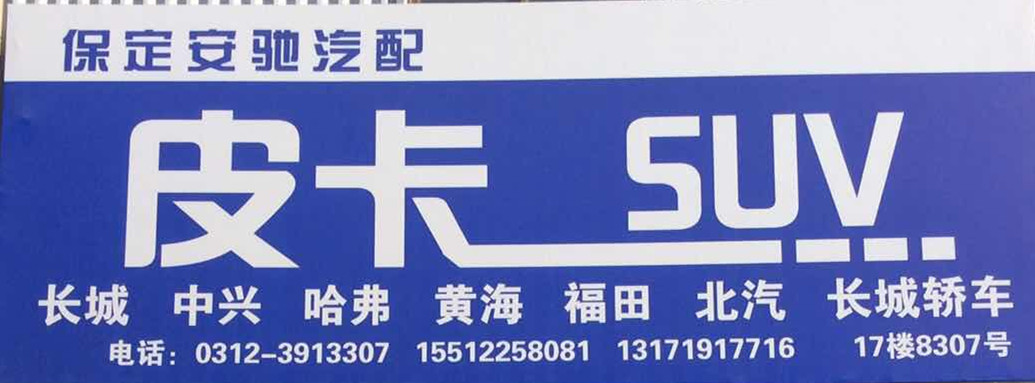 保定安驰汽配
皮卡 SUV
长城 中兴 哈弗 黄海 福田 北汽 长城轿车
电话：0312-3913307 15512258081 13171917716 17楼8307号